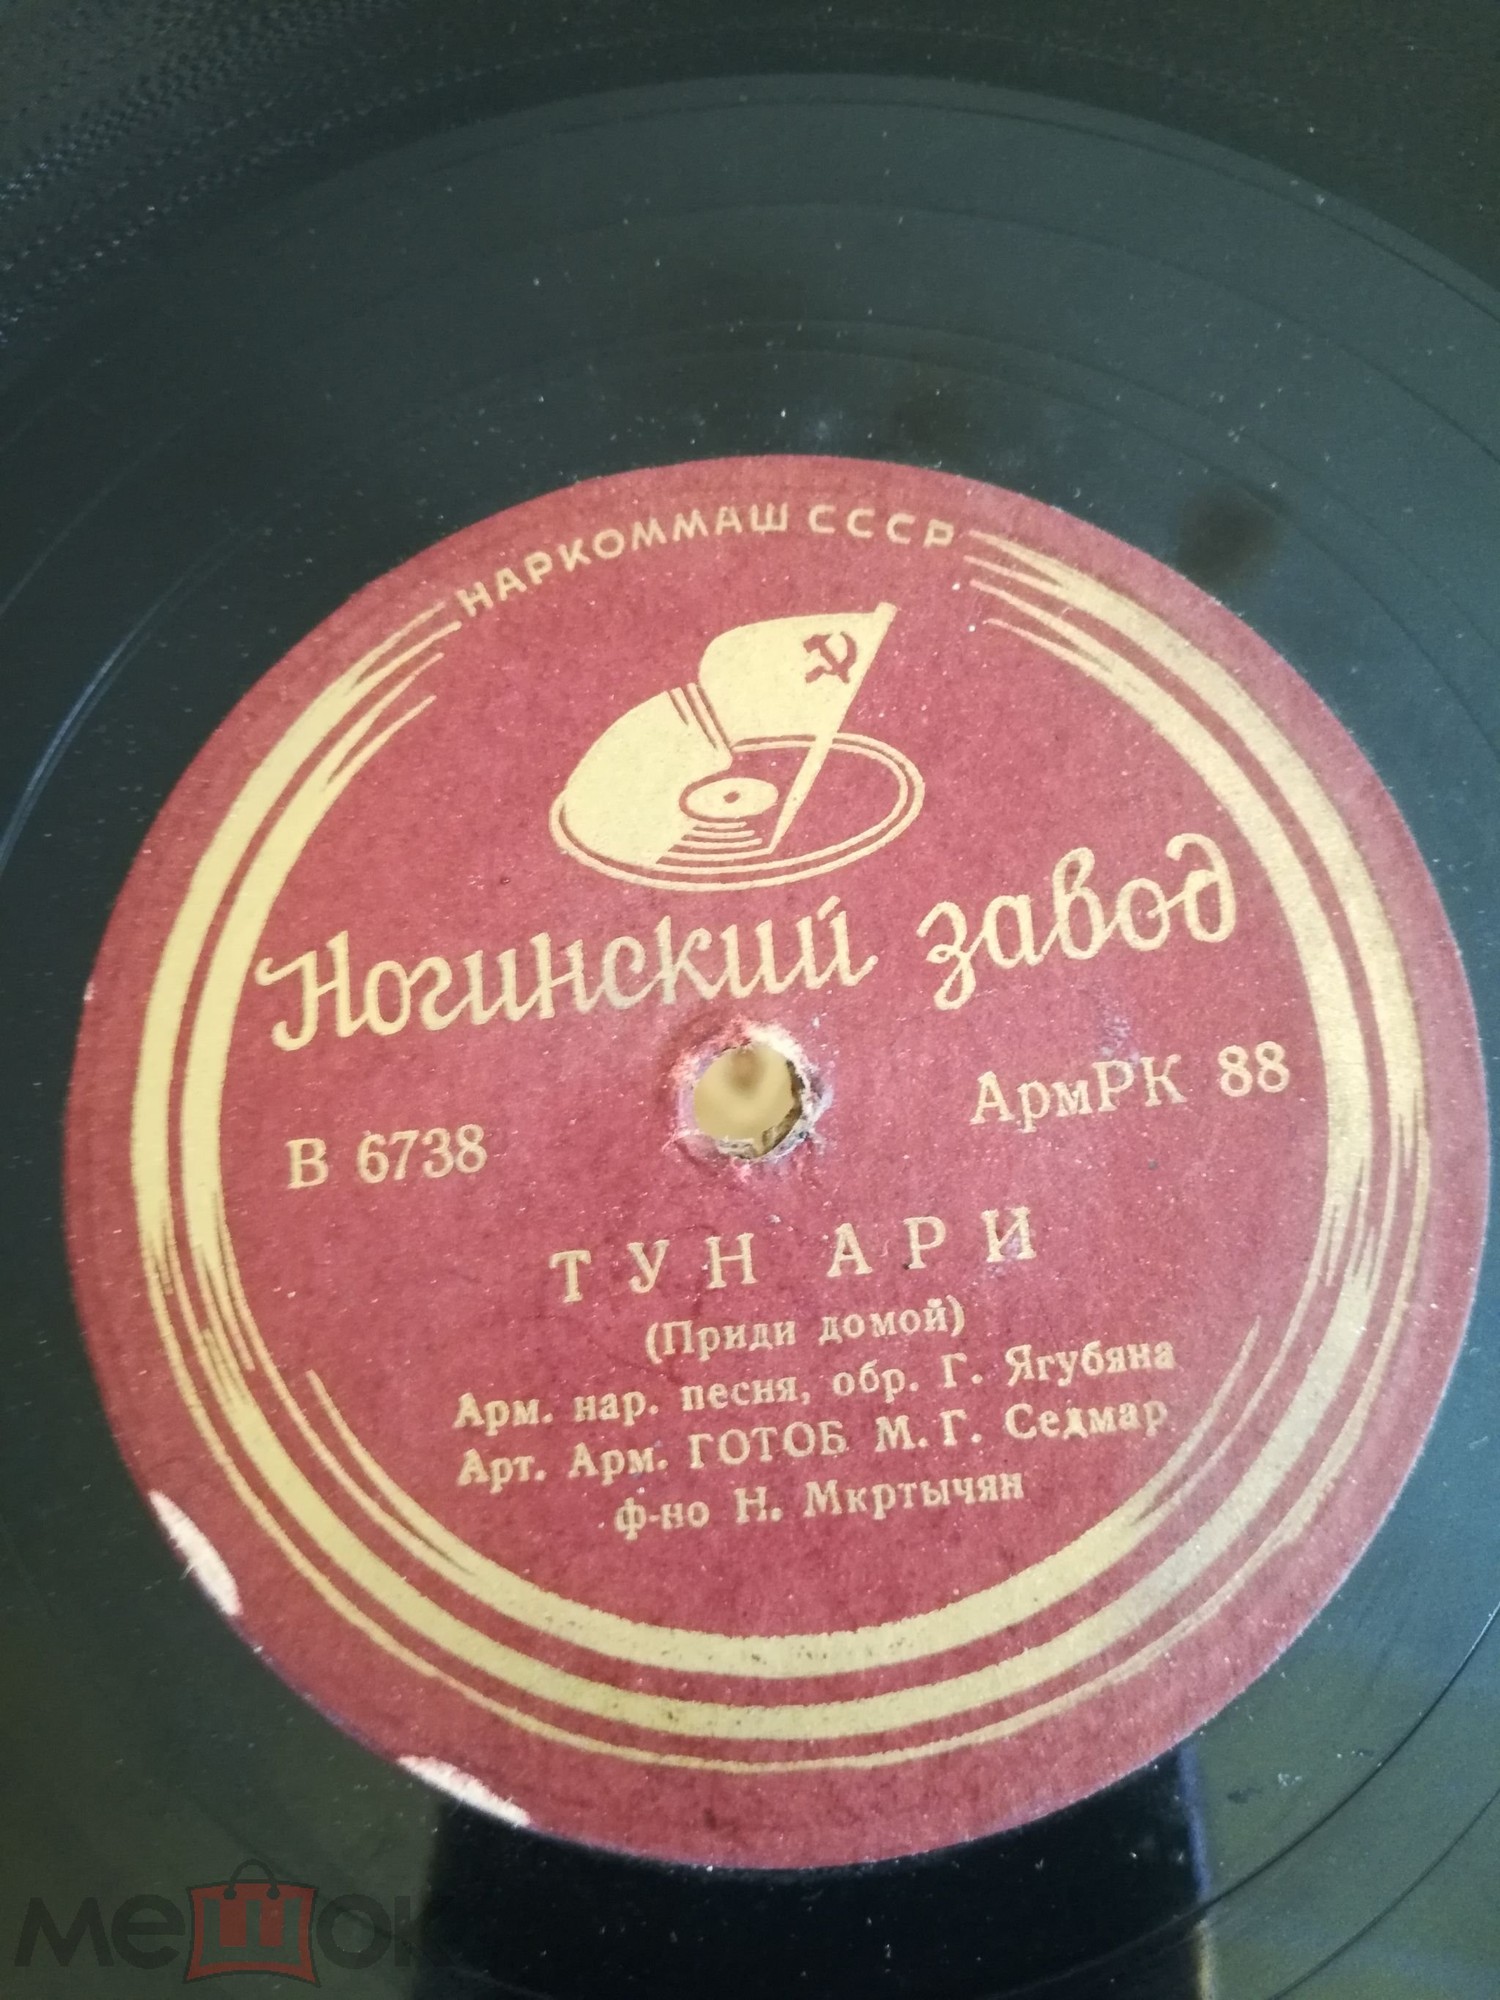 НАРКОММАШ СССР
Ногинский завод
В 6738 АрмРК 88
ТУН АРИ
(Приди домой)
Арм. нар. песня, обр. Г. Ягубяна
Арт. Арм. ГОТОБ М. Г. Седмар
ф-но Н. Мкртычян
мешок